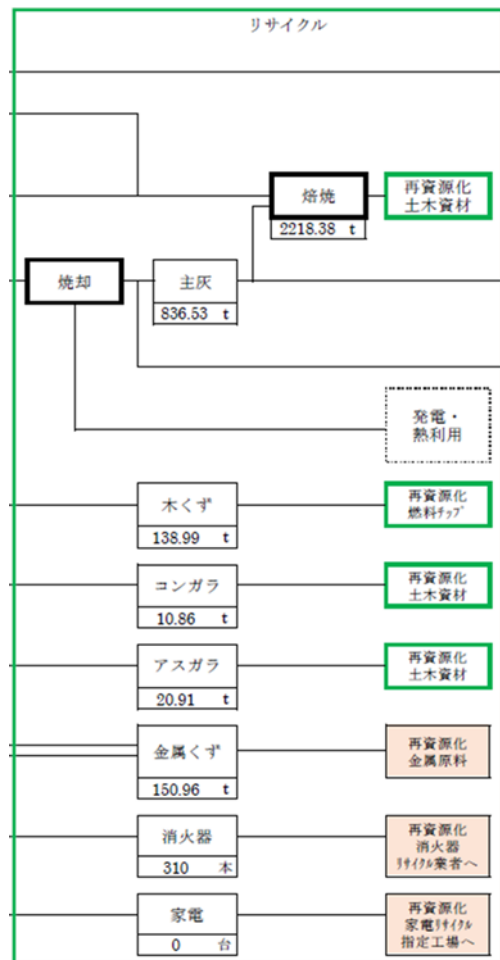 リサイクル
焙焼
2218.38 t
再資源化
土木資材
焼却
主灰
836.53 t
発電・
熱利用
木くず
138.99 t
再資源化
燃料チップ
コンガラ
10.86 t
再資源化
土木資材
アスガラ
20.91 t
再資源化
土木資材
金属くず
150.96 t
再資源化
金属原料
消火器
310 本
再資源化
消火器
リサイクル業者へ
家電
0 台
再資源化
家電リサイクル
指定工場へ